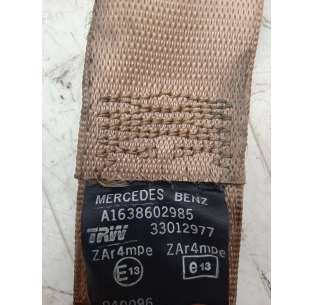 MERCEDES BENZ
A1638602985
TRW 33012977
ZAr4mpe ZAr4mpe
E13 e13